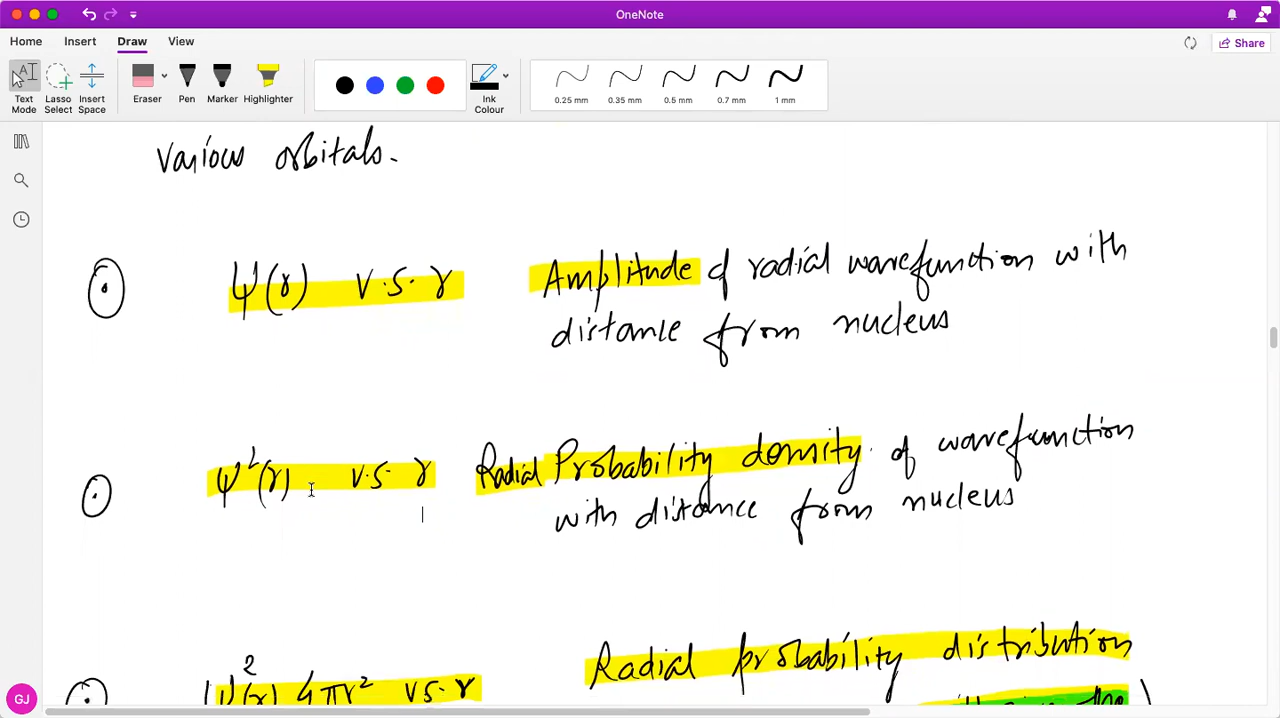 OneNote
Home Insert Draw View
Share
Text Mode
Lasso Select
Insert Space
Eraser
Pen
Marker
Highlighter
Ink Colour
0.25 mm
0.35 mm
0.5 mm
0.7 mm
1 mm
various orbitals.
ψ(r) v.s. r Amplitude of radial wavefunction with
distance from nucleus
ψ²(r) v.s. r Radial Probability density of wavefunction
with distance from nucleus
ψ²(r) 4πr² v.s. r Radial probability distribution
the)
GJ